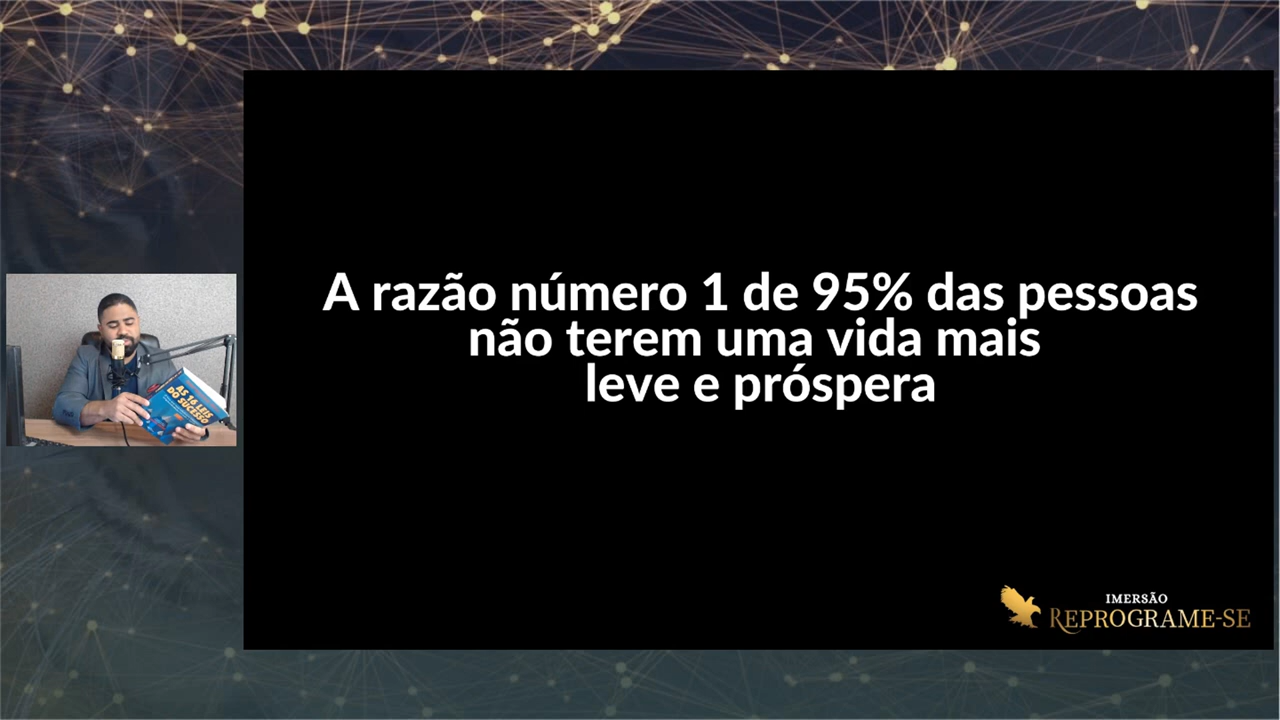 A razão número 1 de 95% das pessoas
não terem uma vida mais
leve e próspera
AS 16 LEIS
DO SUCESSO
IMERSÃO
REPROGRAME-SE